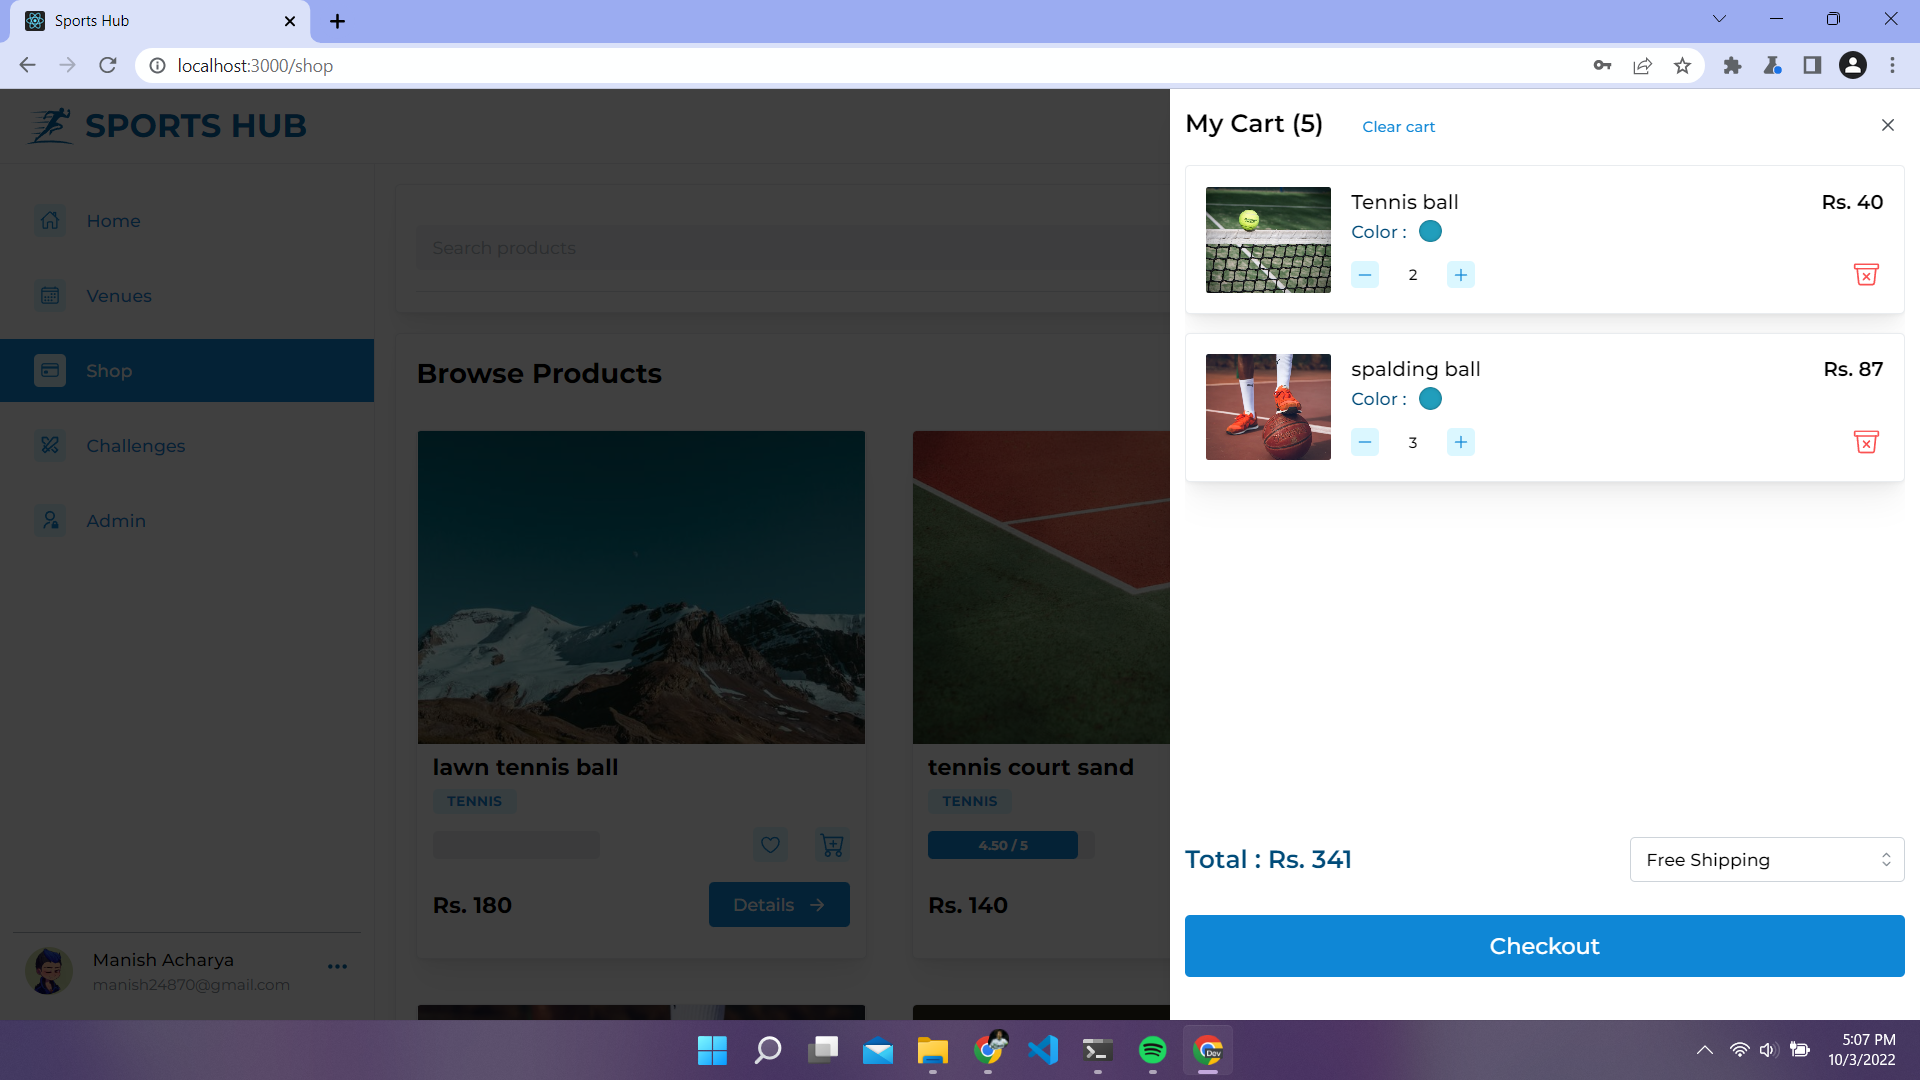 Sports Hub
localhost:3000/shop
SPORTS HUB
Home
Venues
Shop
Challenges
Admin
Manish Acharya
manish24870@gmail.com
Search products
Browse Products
lawn tennis ball
TENNIS
Rs. 180
Details
tennis court sand
TENNIS
4.50 / 5
Rs. 140
My Cart (5)
Clear cart
Tennis ball
Rs. 40
Color :
2
spalding ball
Rs. 87
Color :
3
Total : Rs. 341
Free Shipping
Checkout
Dev
5:07 PM
10/3/2022